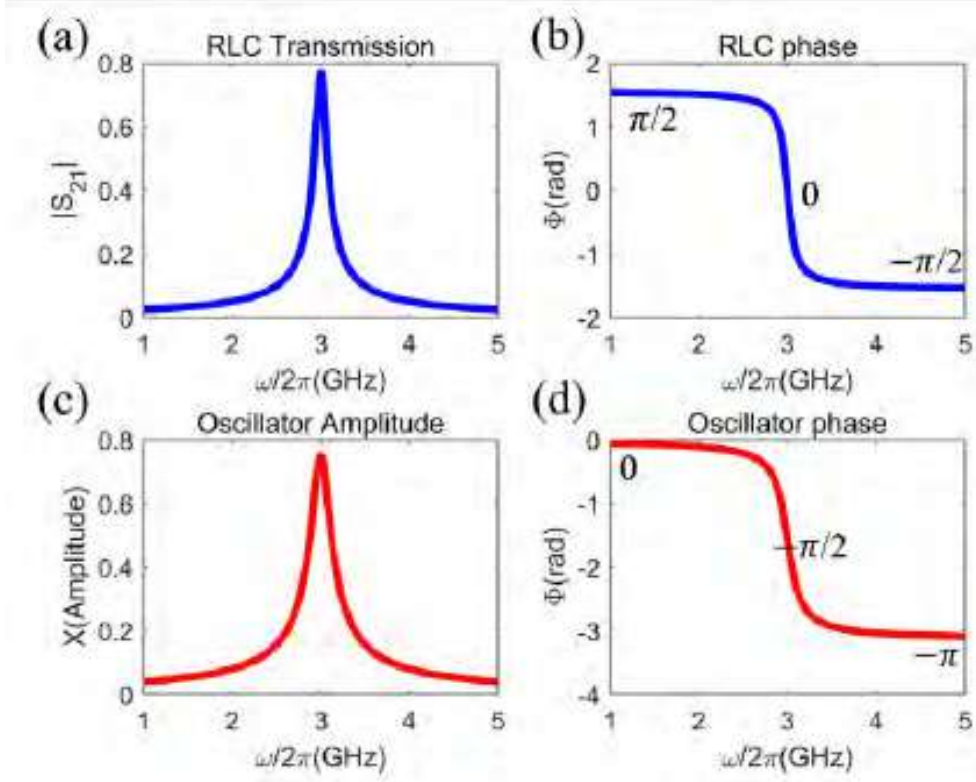 (a)
RLC Transmission
0.8
0.6
0.4
0.2
0
|S21|
1 2 3 4 5
ω/2π(GHz)
(b)
RLC phase
2
1
0
-1
-2
Φ(rad)
π/2
0
−π/2
1 2 3 4 5
ω/2π(GHz)
(c)
Oscillator Amplitude
0.8
0.6
0.4
0.2
0
X(Amplitude)
1 2 3 4 5
ω/2π(GHz)
(d)
Oscillator phase
0
-1
-2
-3
-4
Φ(rad)
0
−π/2
−π
1 2 3 4 5
ω/2π(GHz)